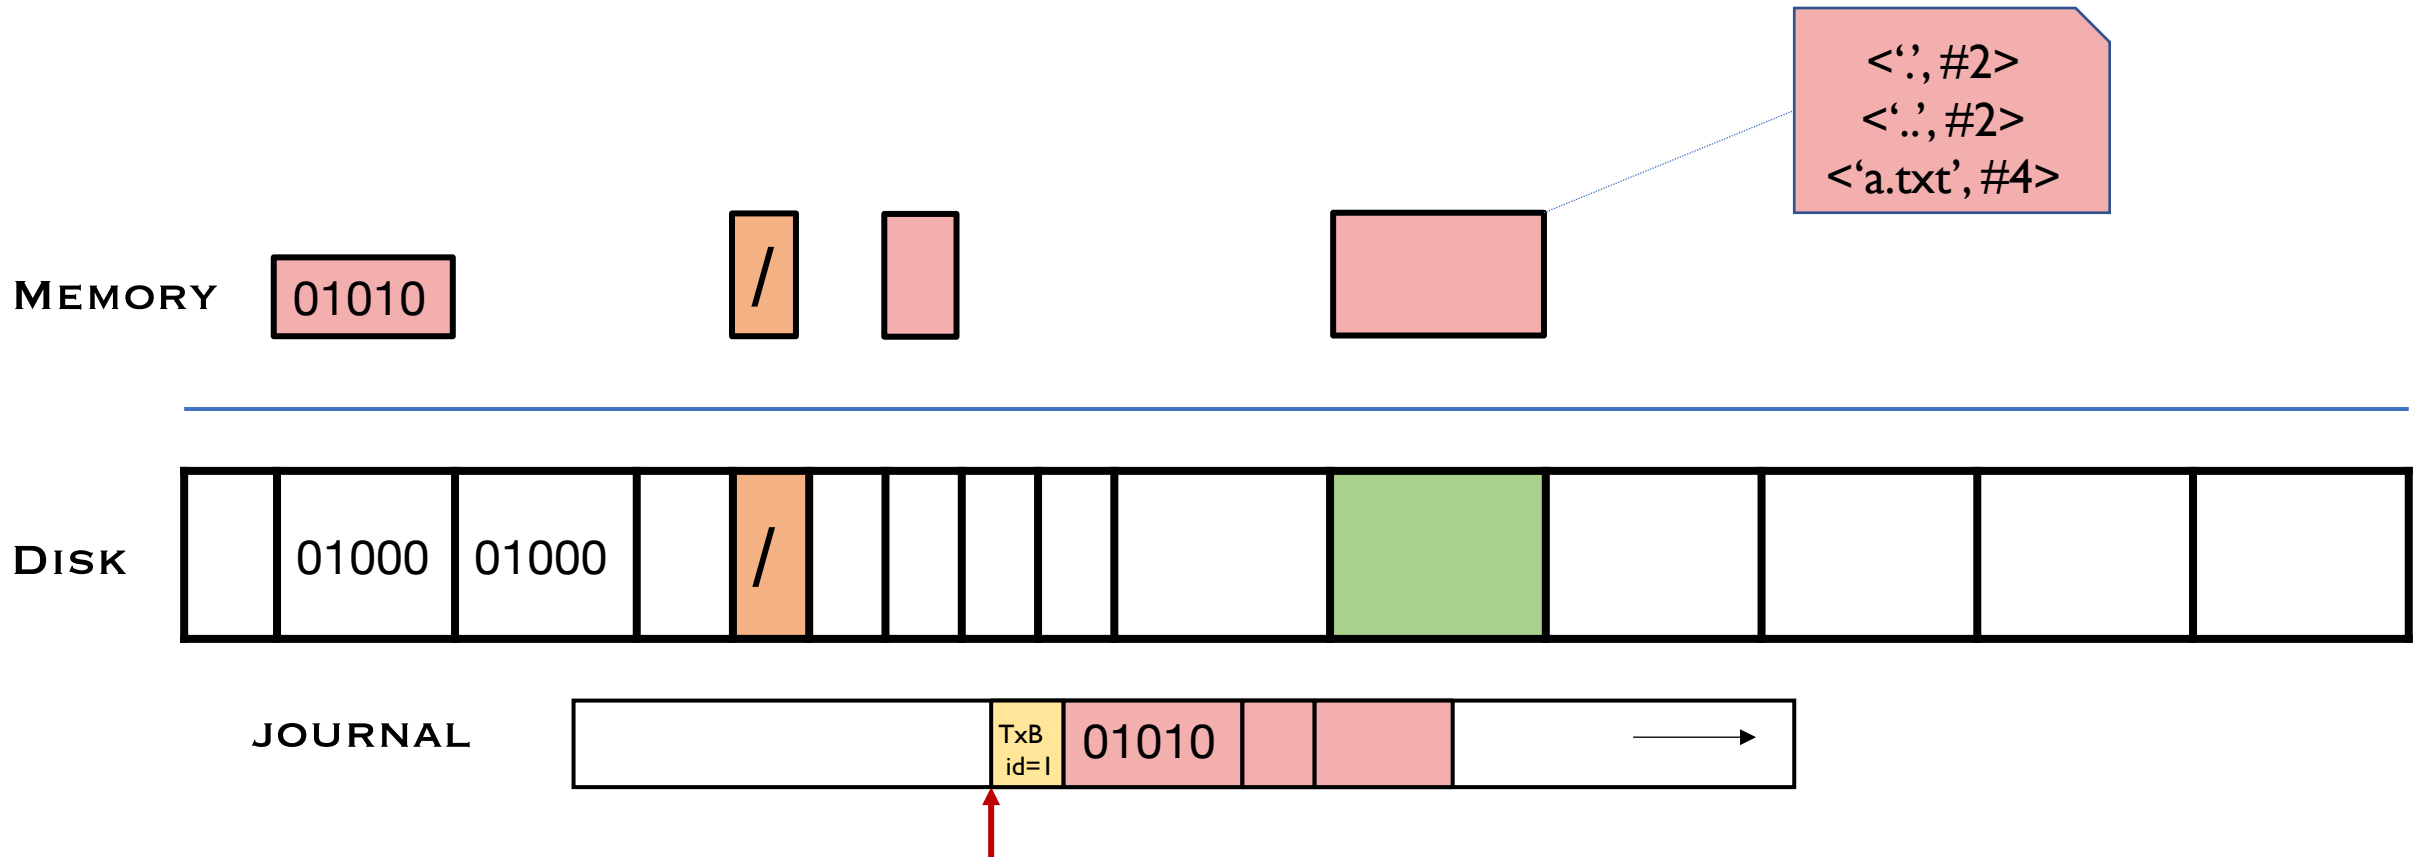 <‘.’, #2>
<‘..’, #2>
<‘a.txt’, #4>
MEMORY
01010
/
DISK
01000
01000
/
JOURNAL
TxB
id=1
01010